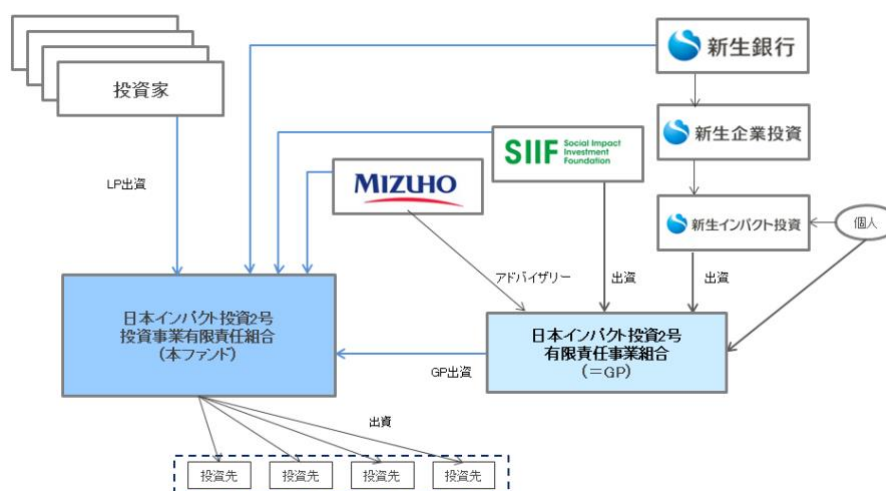 新生銀行
投資家
新生企業投資
SIIF
Social Impact
Investment
Foundation
MIZUHO
LP出資
新生インパクト投資
個人
アドバイザリー
出資
出資
日本インパクト投資2号
投資事業有限責任組合
(本ファンド)
日本インパクト投資2号
有限責任事業組合
(=GP)
GP出資
出資
投資先
投資先
投資先
投資先